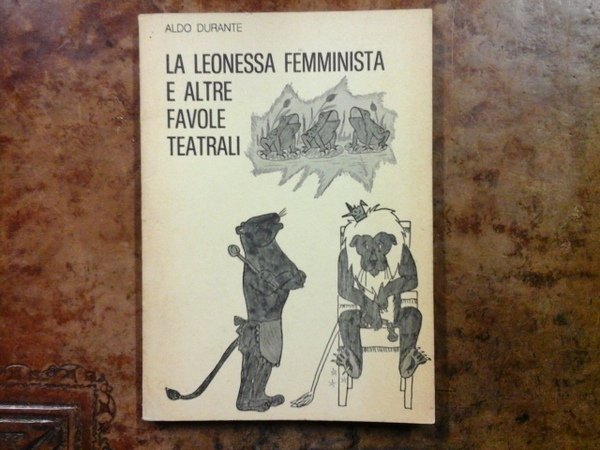 ALDO DURANTE
LA LEONESSA FEMMINISTA
E ALTRE
FAVOLE
TEATRALI